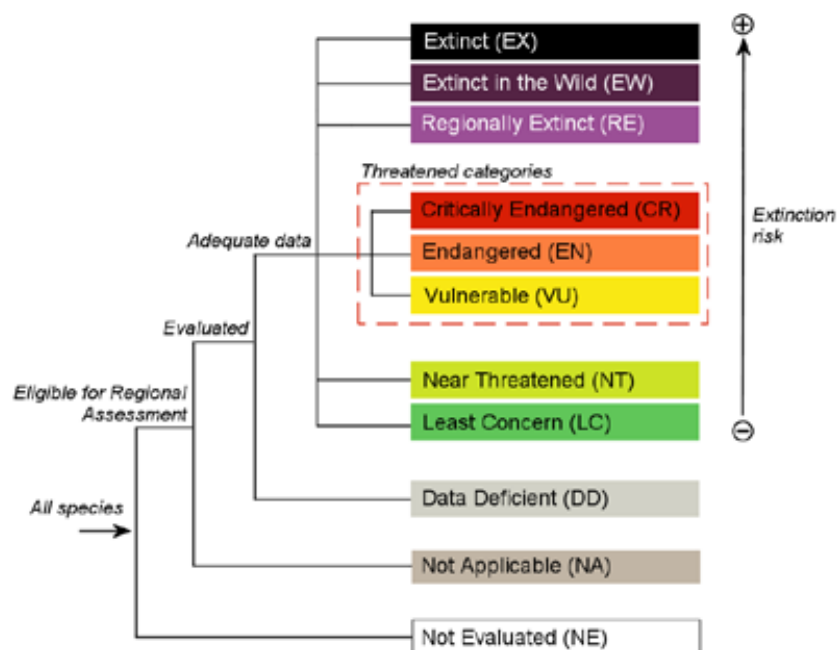 Extinct (EX)
Extinct in the Wild (EW)
Regionally Extinct (RE)
Threatened categories
Critically Endangered (CR)
Extinction
risk
Adequate data
Endangered (EN)
Vulnerable (VU)
Evaluated
Near Threatened (NT)
Eligible for Regional
Assessment
Least Concern (LC)
Data Deficient (DD)
All species
Not Applicable (NA)
Not Evaluated (NE)